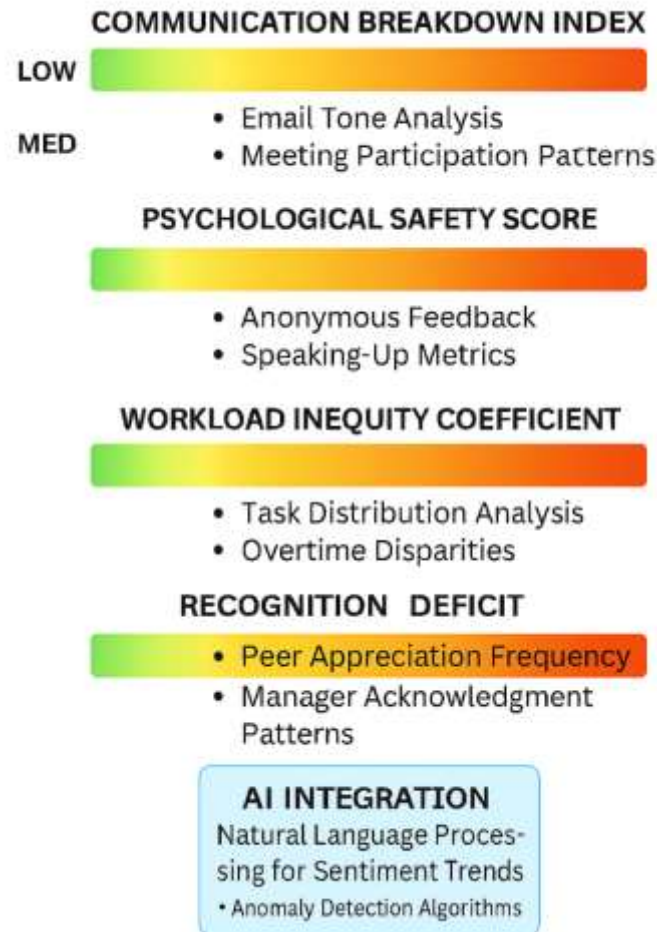 COMMUNICATION BREAKDOWN INDEX
LOW
• Email Tone Analysis
MED
• Meeting Participation Patterns
PSYCHOLOGICAL SAFETY SCORE
• Anonymous Feedback
• Speaking-Up Metrics
WORKLOAD INEQUITY COEFFICIENT
• Task Distribution Analysis
• Overtime Disparities
RECOGNITION DEFICIT
• Peer Appreciation Frequency
• Manager Acknowledgment
Patterns
AI INTEGRATION
Natural Language Proces-
sing for Sentiment Trends
• Anomaly Detection Algorithms